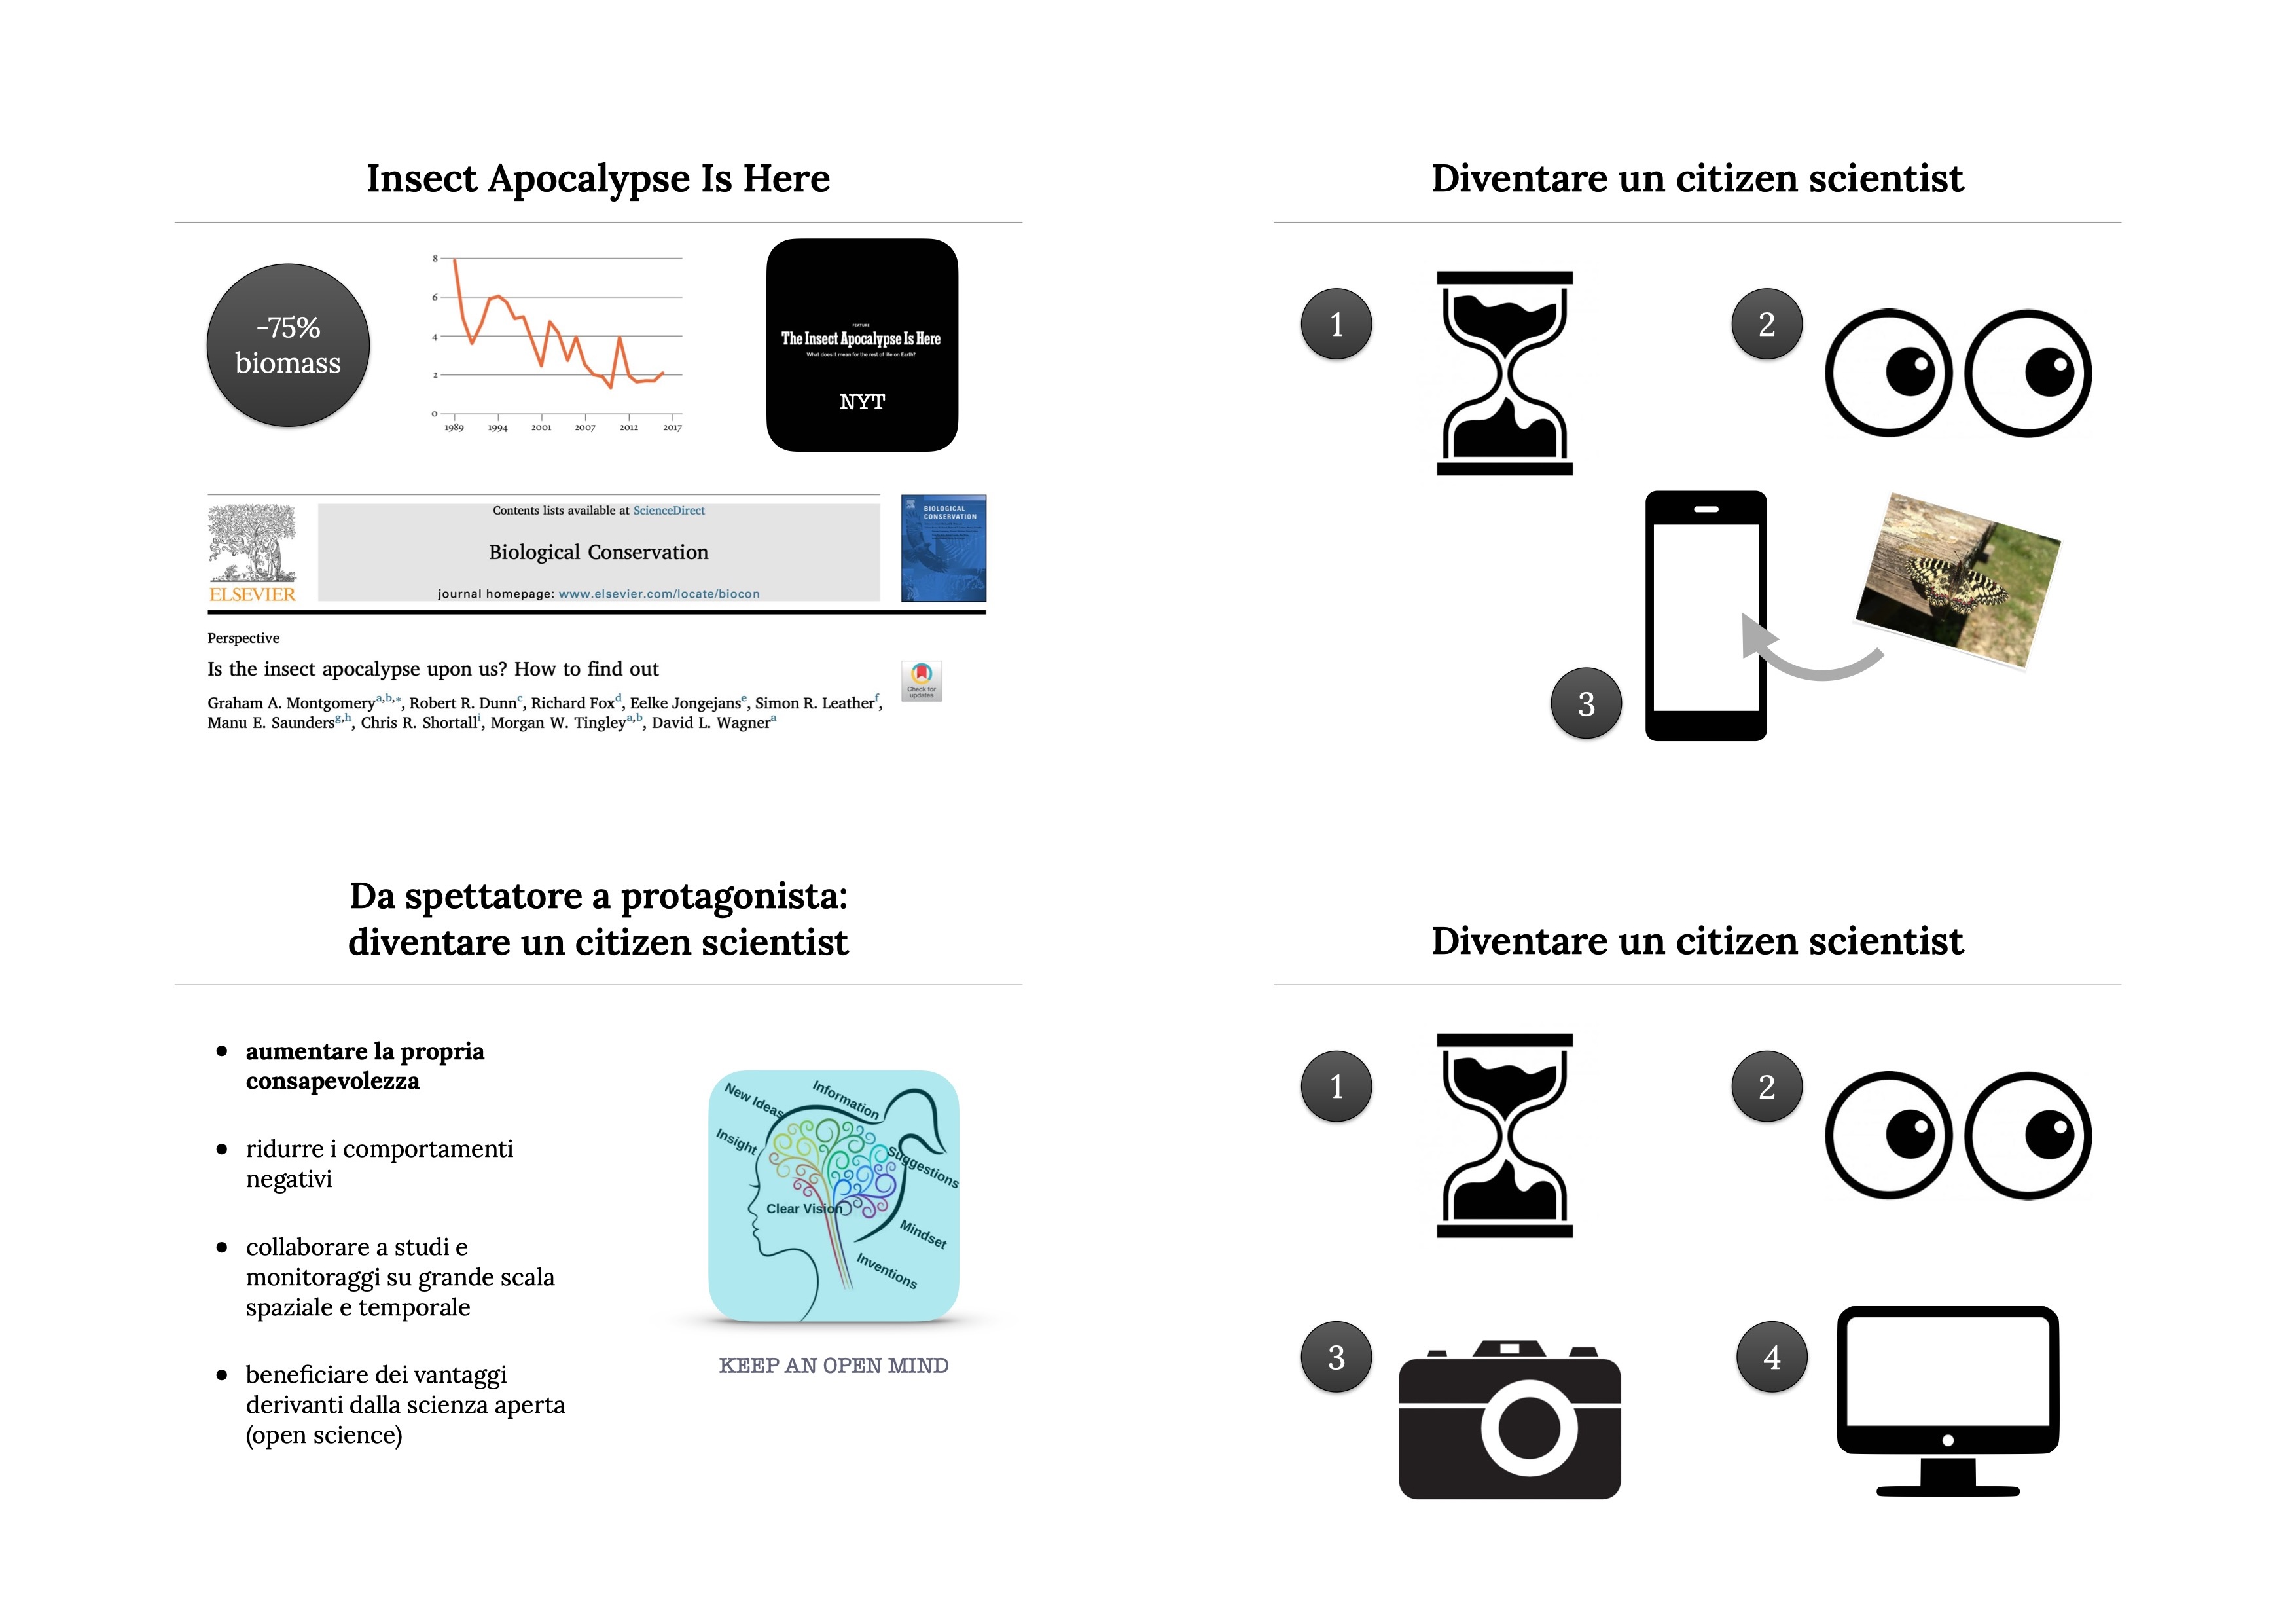 Insect Apocalypse Is Here
-75%
biomass
8
6
4
2
0
1989 1994 2001 2007 2012 2017
FEATURE
The Insect Apocalypse Is Here
What does it mean for the rest of life on Earth?
NYT
ELSEVIER
Contents lists available at ScienceDirect
Biological Conservation
journal homepage: www.elsevier.com/locate/biocon
BIOLOGICAL
CONSERVATION
Perspective
Is the insect apocalypse upon us? How to find out
Check for
updates
Graham A. Montgomery^a,b,*, Robert R. Dunn^c, Richard Fox^d, Eelke Jongejans^e, Simon R. Leather^f,
Manu E. Saunders^g,h, Chris R. Shortall^i, Morgan W. Tingley^a,b, David L. Wagner^a
Diventare un citizen scientist
1
2
3
Da spettatore a protagonista:
diventare un citizen scientist
• aumentare la propria
consapevolezza
• ridurre i comportamenti
negativi
• collaborare a studi e
monitoraggi su grande scala
spaziale e temporale
• beneficiare dei vantaggi
derivanti dalla scienza aperta
(open science)
New Ideas
Information
Insight
Suggestions
Clear Vision
Mindset
Inventions
KEEP AN OPEN MIND
Diventare un citizen scientist
1
2
3
4